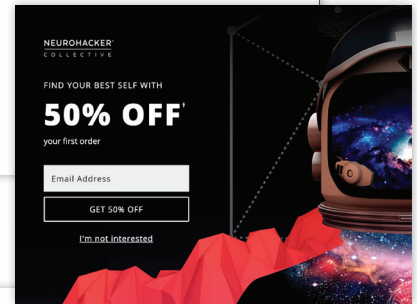 NEUROHACKER
COLLECTIVE
FIND YOUR BEST SELF WITH
50% OFF†
your first order
Email Address
GET 50% OFF
I'm not interested